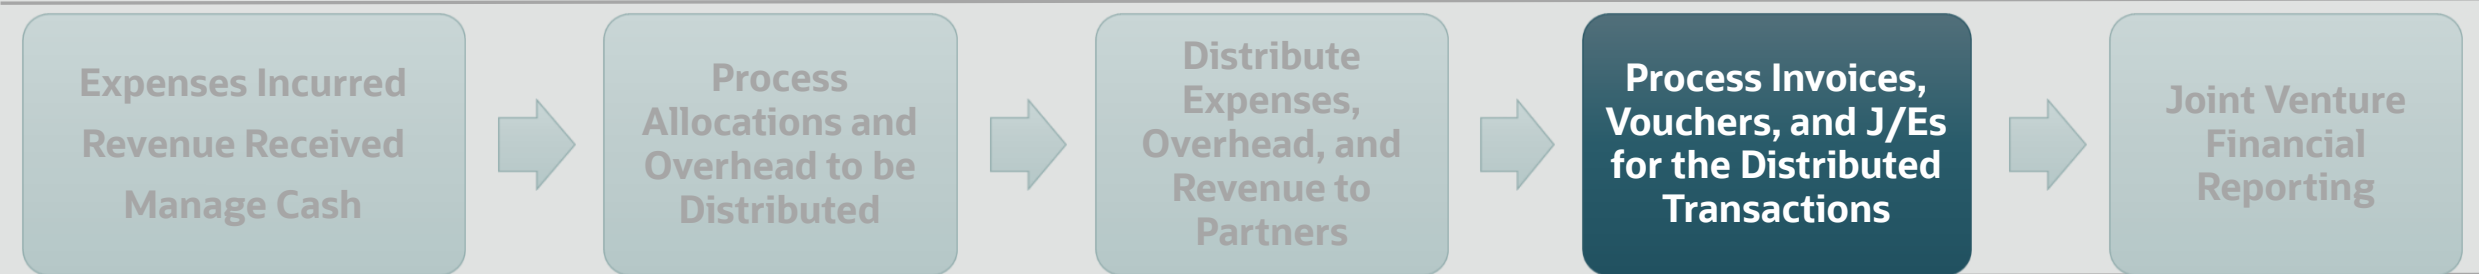 Expenses Incurred
Revenue Received
Manage Cash
Process
Allocations and
Overhead to be
Distributed
Distribute
Expenses,
Overhead, and
Revenue to
Partners
Process Invoices,
Vouchers, and J/Es
for the Distributed
Transactions
Joint Venture
Financial
Reporting